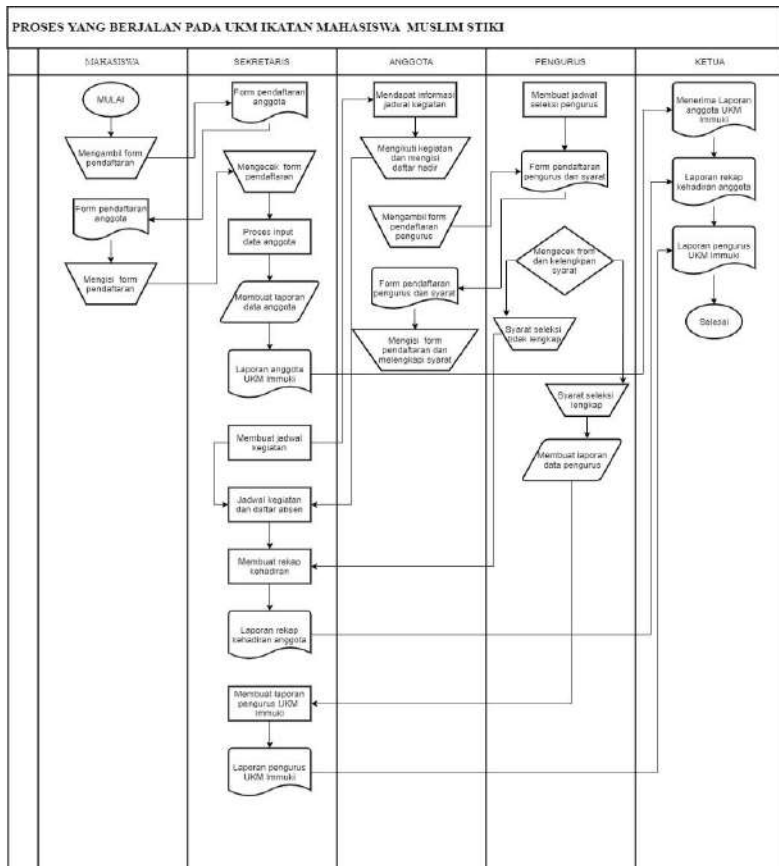 PROSES YANG BERJALAN PADA UKM IKATAN MAHASISWA MUSLIM STIKI
MAHASISWA
SEKRETARIS
ANGGOTA
PENGURUS
KETUA
MULAI
Mengambil form
pendaftaran
Form pendaftaran
anggota
Mengisi form
pendaftaran
Form pendaftaran
anggota
Mengecek form
pendaftaran
Proses input
data anggota
Membuat laporan
data anggota
Laporan anggota
UKM Immuki
Membuat jadwal
kegiatan
Jadwal kegiatan
dan daftar absen
Membuat rekap
kehadiran
Laporan rekap
kehadiran anggota
Membuat laporan
pengurus UKM
Immuki
Laporan pengurus
UKM Immuki
Mendapat informasi
jadwal kegiatan
Mengikuti kegiatan
dan mengisi
daftar hadir
Mengambil form
pendaftaran
pengurus
Form pendaftaran
pengurus dan syarat
Mengisi form
pendaftaran dan
melengkapi syarat
Membuat jadwal
seleksi pengurus
Form pendaftaran
pengurus dan syarat
Mengecek from
dan kelengkpan
syarat
Syarat seleksi
tidak lengkap
Syarat seleksi
lengkap
Membuat laporan
data pengurus
Menerima Laporan
anggota UKM
Immuki
Laporan rekap
kehadiran anggota
Laporan pengurus
UKM Immuki
Selesai